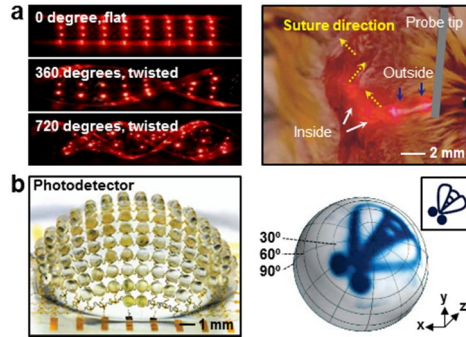 a
0 degree, flat
360 degrees, twisted
720 degrees, twisted
Suture direction
Probe tip
Outside
Inside
2 mm
b
Photodetector
1 mm
30º
60º
90º
y
z
x